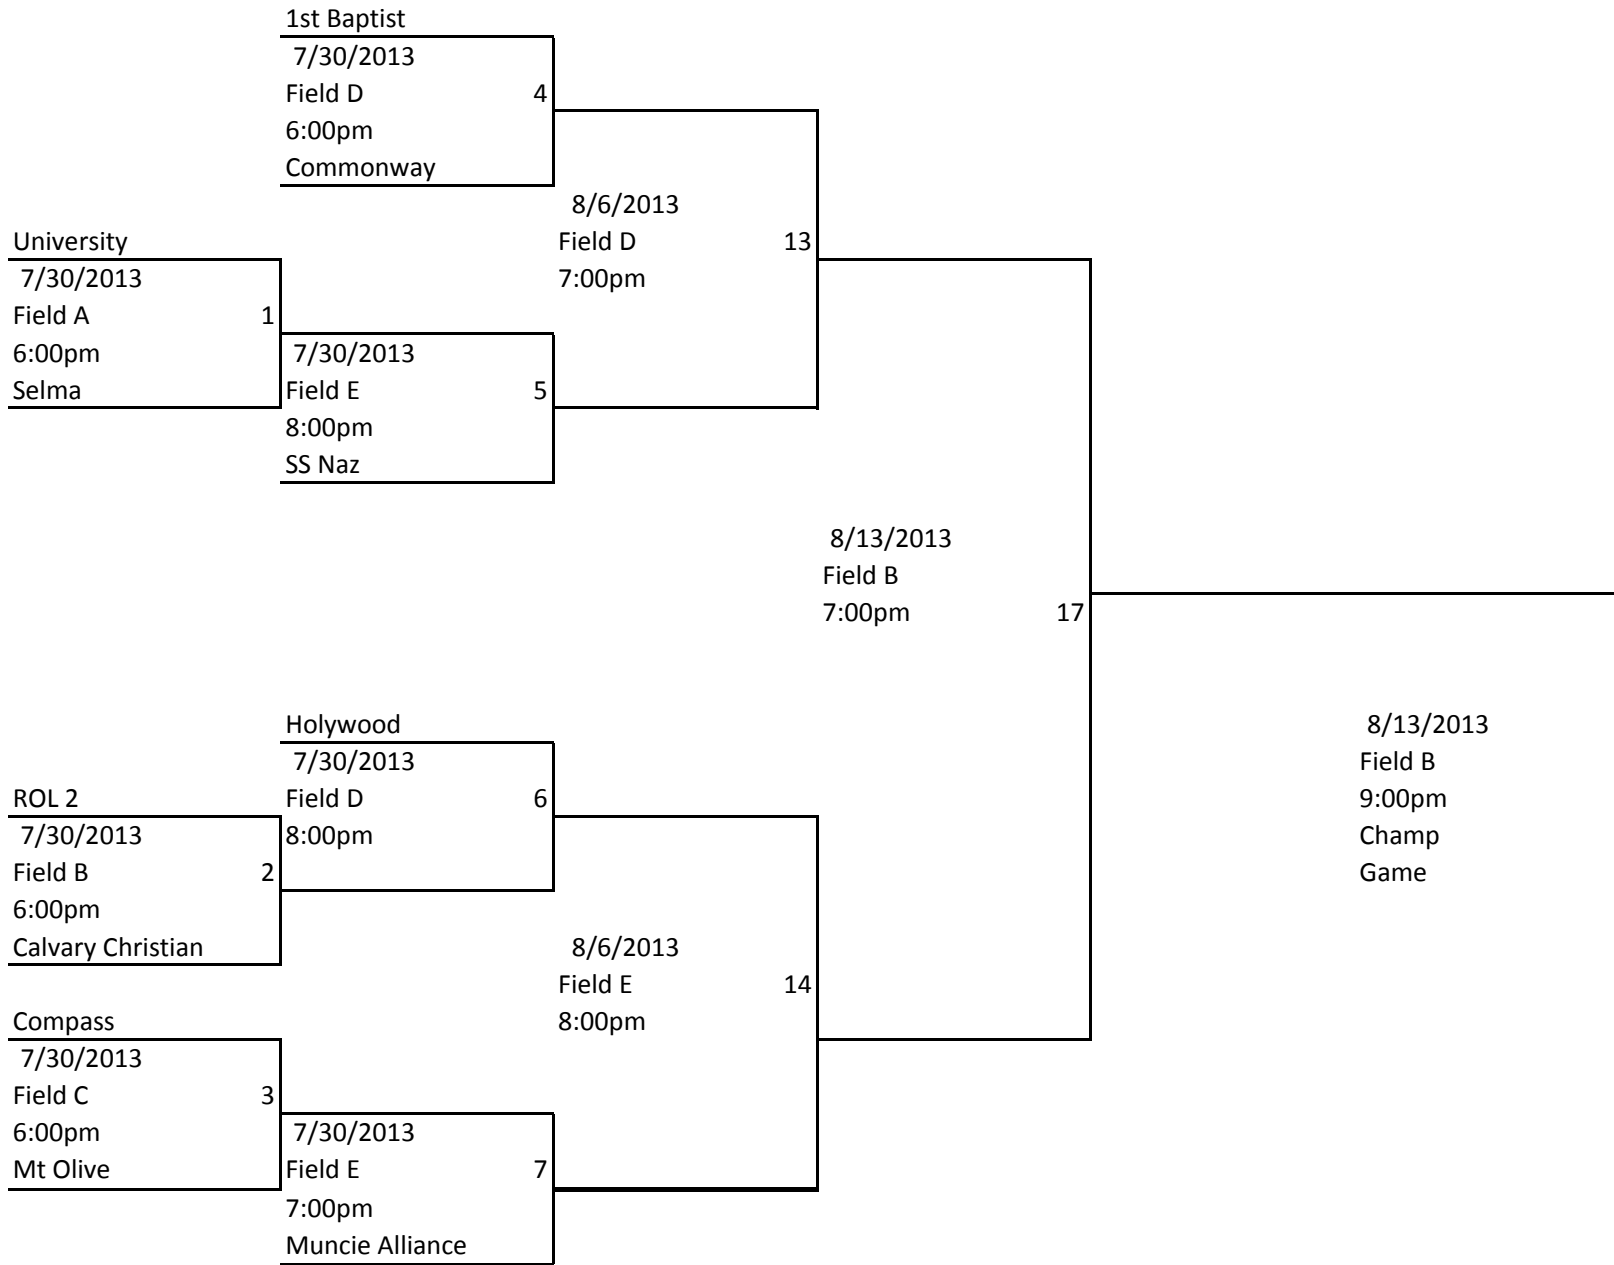 1st Baptist
7/30/2013
Field D 4
6:00pm
Commonway
8/6/2013
Field D 13
7:00pm
University
7/30/2013
Field A 1
6:00pm
Selma
7/30/2013
Field E 5
8:00pm
SS Naz
8/13/2013
Field B
7:00pm 17
Holywood
7/30/2013
Field D 6
8:00pm
ROL 2
7/30/2013
Field B 2
6:00pm
Calvary Christian
8/6/2013
Field E 14
8:00pm
Compass
7/30/2013
Field C 3
6:00pm
Mt Olive
7/30/2013
Field E 7
7:00pm
Muncie Alliance
8/13/2013
Field B
9:00pm
Champ
Game